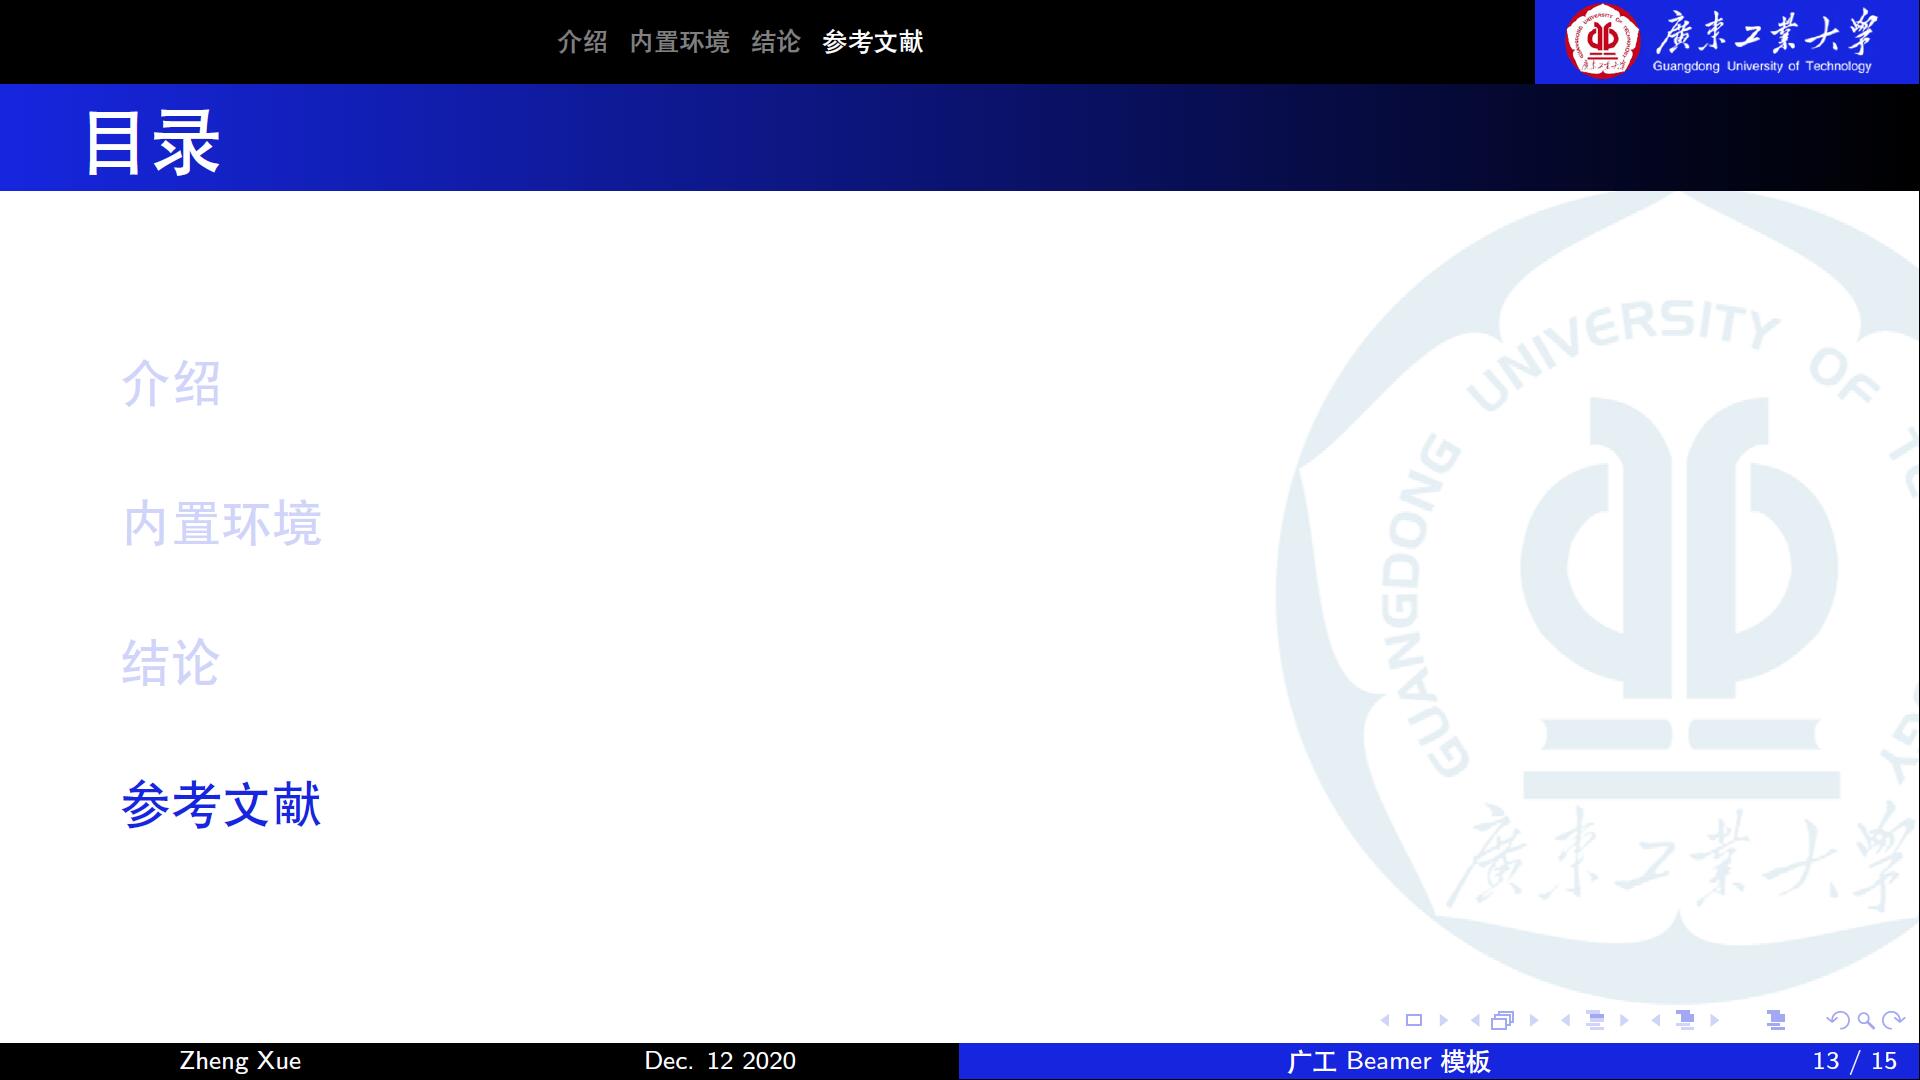 介绍 内置环境 结论 参考文献
廣東工業大學
Guangdong University of Technology
目录
介绍
内置环境
结论
参考文献
GUANGDONG UNIVERSITY OF
廣東工業大學
Zheng Xue
Dec. 12 2020
广工 Beamer 模板
13 / 15